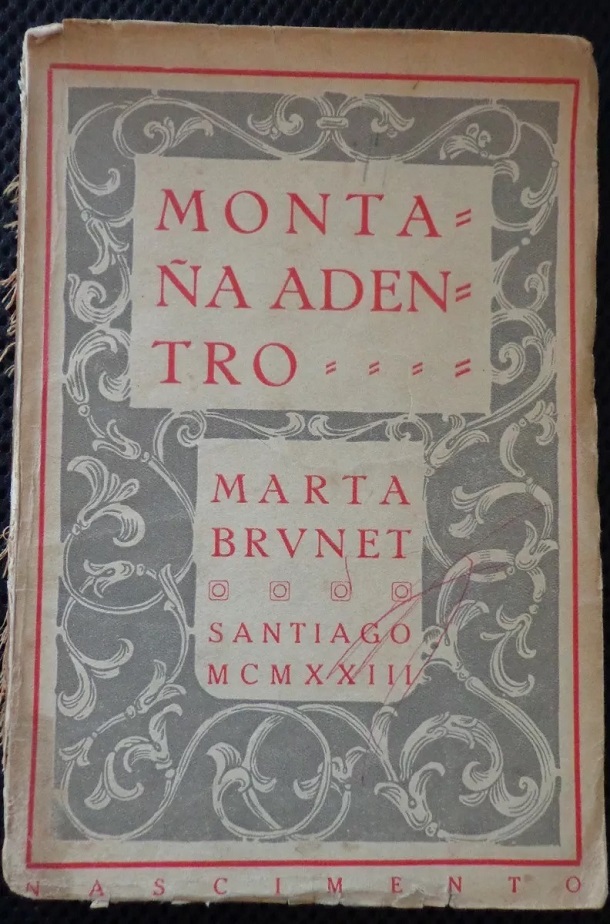 MONTA=
ÑA ADEN=
TRO = = = =
MARTA
BRVNET
SANTIAGO
MCMXXIII
NASCIMENTO